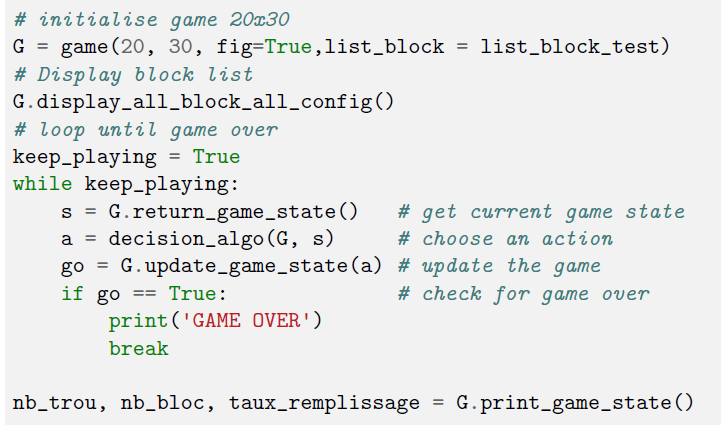 # initialise game 20x30
G = game(20, 30, fig=True,list_block = list_block_test)
# Display block list
G.display_all_block_all_config()
# loop until game over
keep_playing = True
while keep_playing:
    s = G.return_game_state()   # get current game state
    a = decision_algo(G, s)     # choose an action
    go = G.update_game_state(a) # update the game
    if go == True:              # check for game over
        print('GAME OVER')
        break

nb_trou, nb_bloc, taux_remplissage = G.print_game_state()